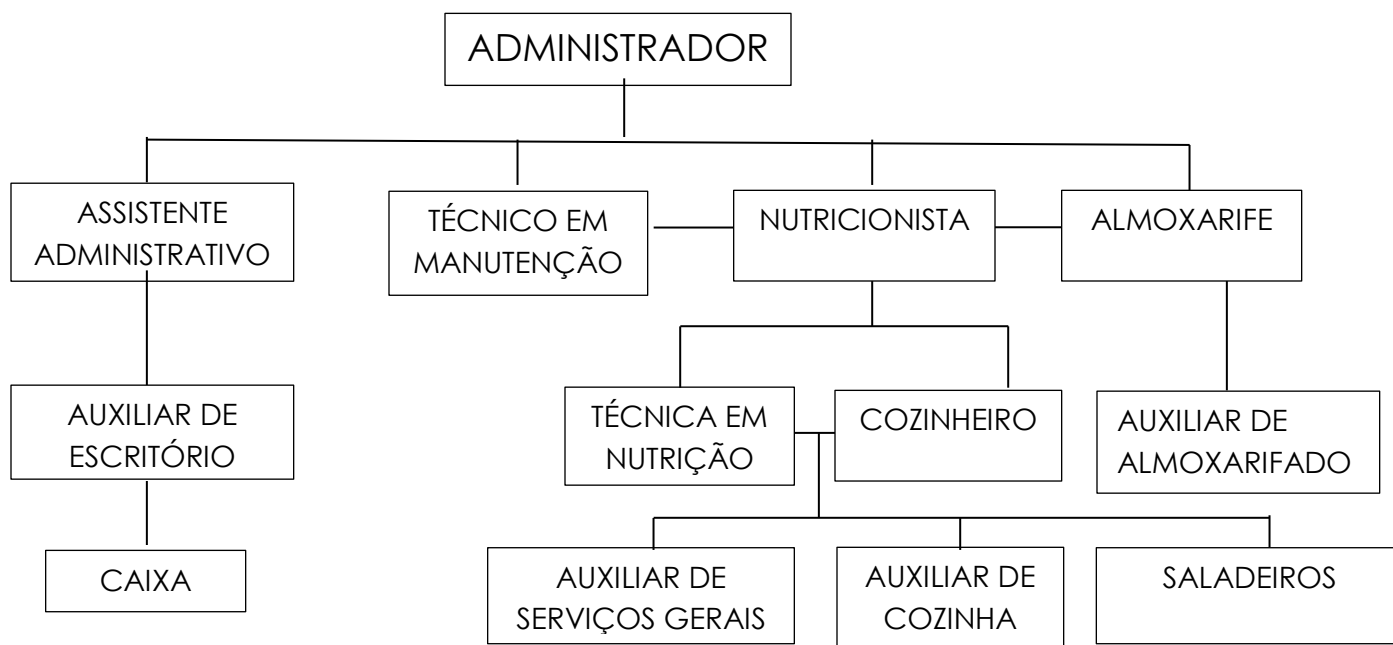 ADMINISTRADOR
ASSISTENTE
ADMINISTRATIVO
TÉCNICO EM
MANUTENÇÃO
NUTRICIONISTA
ALMOXARIFE
AUXILIAR DE
ESCRITÓRIO
TÉCNICA EM
NUTRIÇÃO
COZINHEIRO
AUXILIAR DE
ALMOXARIFADO
CAIXA
AUXILIAR DE
SERVIÇOS GERAIS
AUXILIAR DE
COZINHA
SALADEIROS